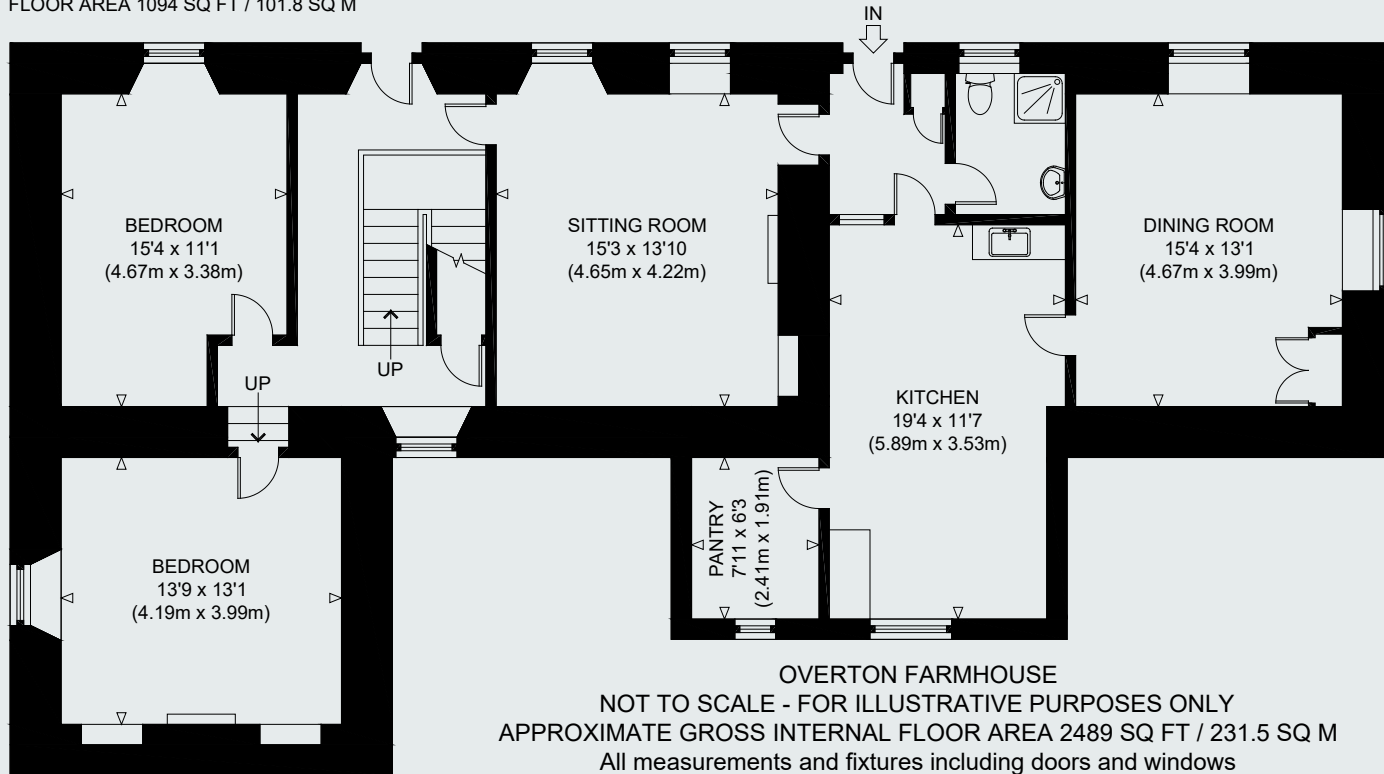 FLOOR AREA 1094 SQ FT / 101.8 SQ M
IN
BEDROOM
15'4 x 11'1
(4.67m x 3.38m)
SITTING ROOM
15'3 x 13'10
(4.65m x 4.22m)
DINING ROOM
15'4 x 13'1
(4.67m x 3.99m)
UP
UP
KITCHEN
19'4 x 11'7
(5.89m x 3.53m)
PANTRY
7'11 x 6'3
(2.41m x 1.91m)
BEDROOM
13'9 x 13'1
(4.19m x 3.99m)
OVERTON FARMHOUSE
NOT TO SCALE - FOR ILLUSTRATIVE PURPOSES ONLY
APPROXIMATE GROSS INTERNAL FLOOR AREA 2489 SQ FT / 231.5 SQ M
All measurements and fixtures including doors and windows